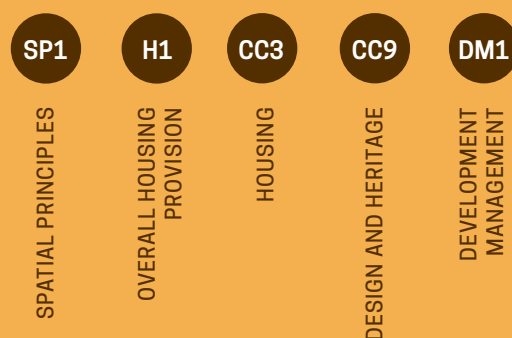 SP1
H1
CC3
CC9
DM1
SPATIAL PRINCIPLES
OVERALL HOUSING
PROVISION
HOUSING
DESIGN AND HERITAGE
DEVELOPMENT
MANAGEMENT